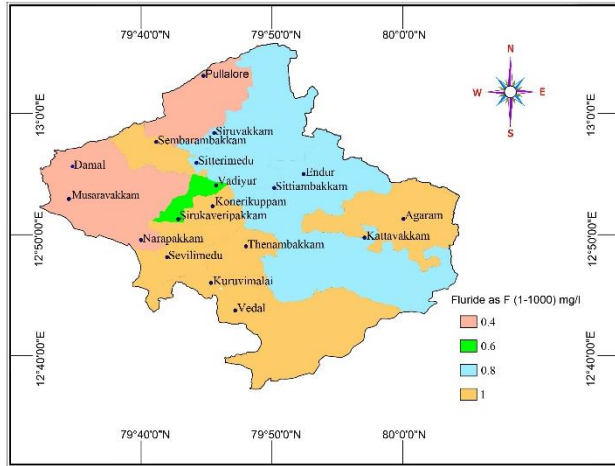 79°40'0"N 79°50'0"N 80°0'0"N
N
W E
S
13°0'0"E 13°0'0"E
12°50'0"E 12°50'0"E
12°40'0"E 12°40'0"E
Pullalore
Siruvakkam
Sembarambakkam
Sitterimedu
Damal
Endur
Vadiyur
Sittiambakkam
Musaravakkam
Konerikuppam
Sirukaveripakkam
Agaram
Kattavakkam
Narapakkam
Thenambakkam
Sevilimedu
Kuruvimalai
Vedal
Fluride as F (1-1000) mg/l
0.4
0.6
0.8
1
79°40'0"N 79°50'0"N 80°0'0"N